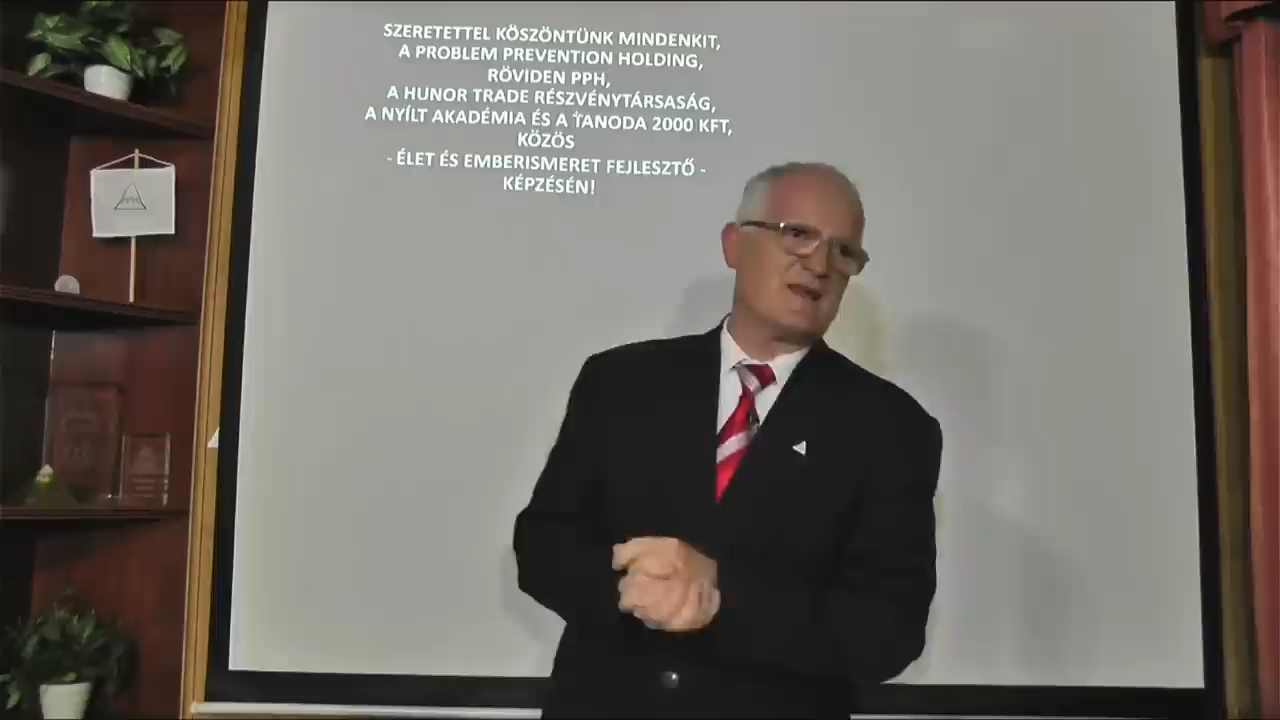 SZERETETTEL KÖSZÖNTÜNK MINDENKIT,
A PROBLEM PREVENTION HOLDING,
RÖVIDEN PPH,
A HUNOR TRADE RÉSZVÉNYTÁRSASÁG,
A NYÍLT AKADÉMIA ÉS A TANODA 2000 KFT,
KÖZÖS
- ÉLET ÉS EMBERISMERET FEJLESZTŐ -
KÉPZÉSÉN!